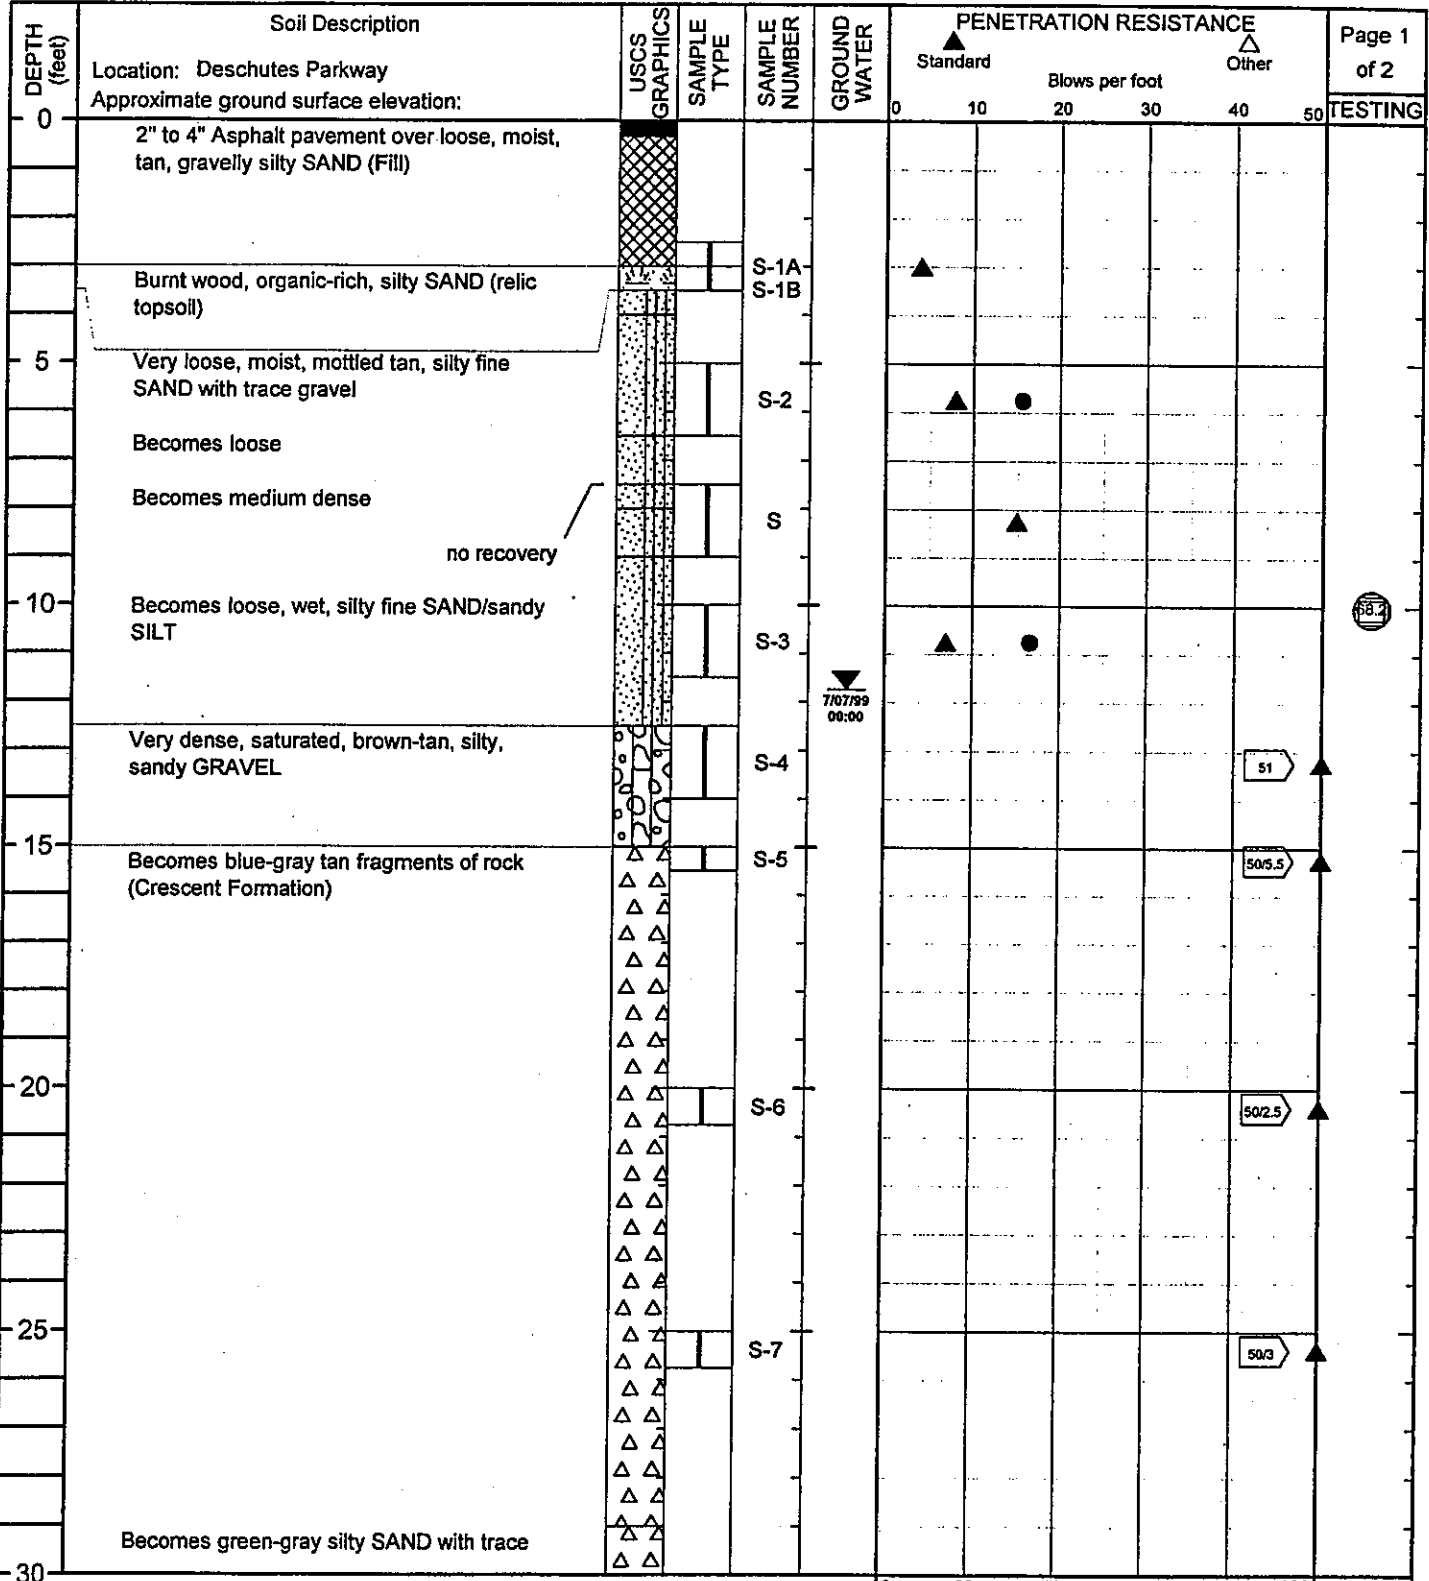 DEPTH (feet)
Soil Description
Location: Deschutes Parkway
Approximate ground surface elevation:
USCS GRAPHICS
SAMPLE TYPE
SAMPLE NUMBER
GROUND WATER
PENETRATION RESISTANCE
Standard
Other
Blows per foot
0 10 20 30 40 50
Page 1
of 2
TESTING
0
2" to 4" Asphalt pavement over loose, moist,
tan, gravelly silty SAND (Fill)
S-1A
Burnt wood, organic-rich, silty SAND (relic
topsoil)
S-1B
5
Very loose, moist, mottled tan, silty fine
SAND with trace gravel
S-2
Becomes loose
Becomes medium dense
S
no recovery
10
Becomes loose, wet, silty fine SAND/sandy
SILT
68.2
S-3
7/07/99
00:00
Very dense, saturated, brown-tan, silty,
sandy GRAVEL
S-4
51
15
Becomes blue-gray tan fragments of rock
(Crescent Formation)
S-5
50/5.5
20
S-6
50/2.5
25
S-7
50/3
Becomes green-gray silty SAND with trace
30